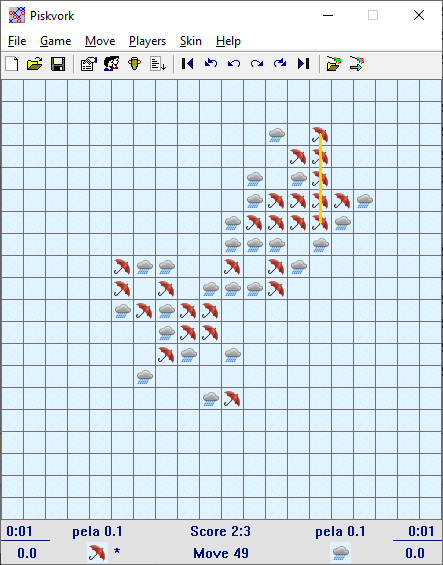 Piskvork
File Game Move Players Skin Help
0:01 pela 0.1 Score 2:3 pela 0.1 0:01
0.0 * Move 49 0.0